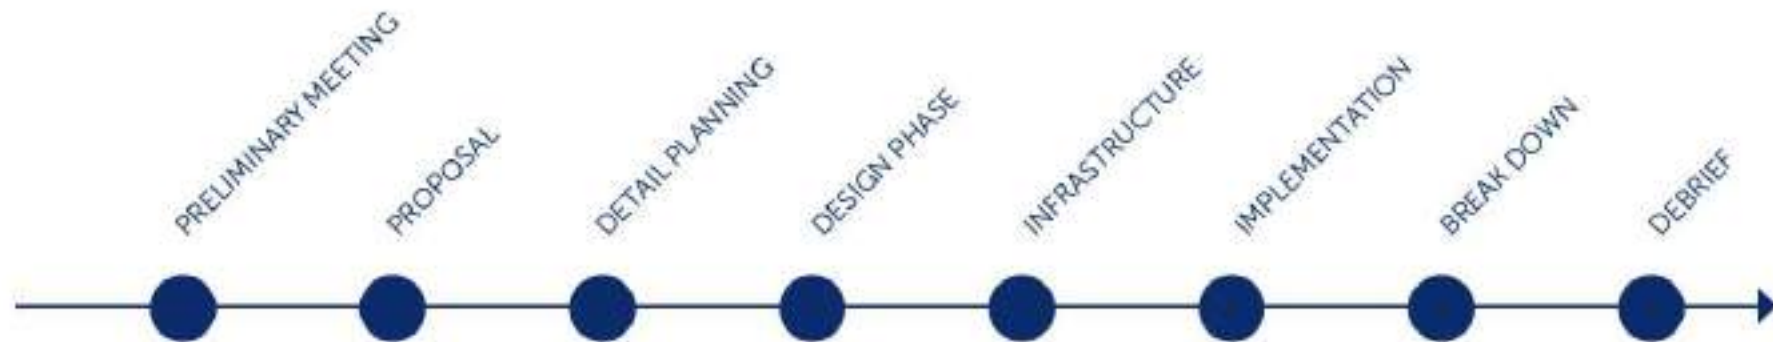 PRELIMINARY MEETING
PROPOSAL
DETAIL PLANNING
DESIGN PHASE
INFRASTRUCTURE
IMPLEMENTATION
BREAK DOWN
DEBRIEF